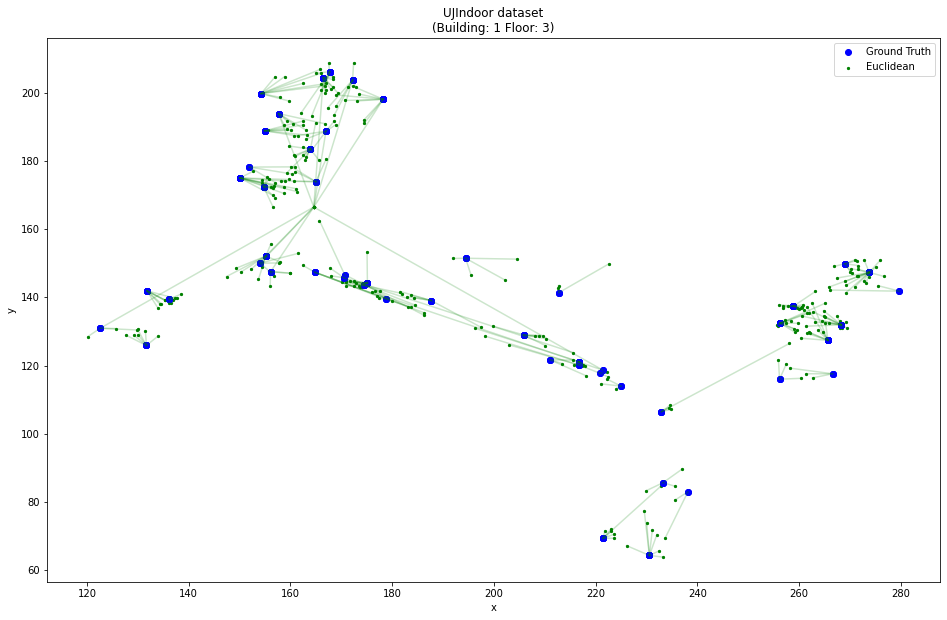 UJIndoor dataset
(Building: 1 Floor: 3)
Ground Truth
Euclidean
200
180
160
140
120
100
80
60
y
120 140 160 180 200 220 240 260 280
x